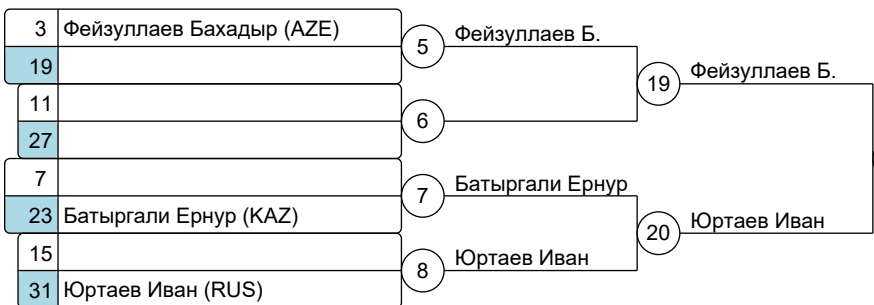 3 Фейзуллаев Бахадыр (AZE)
5 Фейзуллаев Б.
19
19 Фейзуллаев Б.
11
6
27
7
7 Батыргали Ернур
23 Батыргали Ернур (KAZ)
20 Юртаев Иван
15
8 Юртаев Иван
31 Юртаев Иван (RUS)